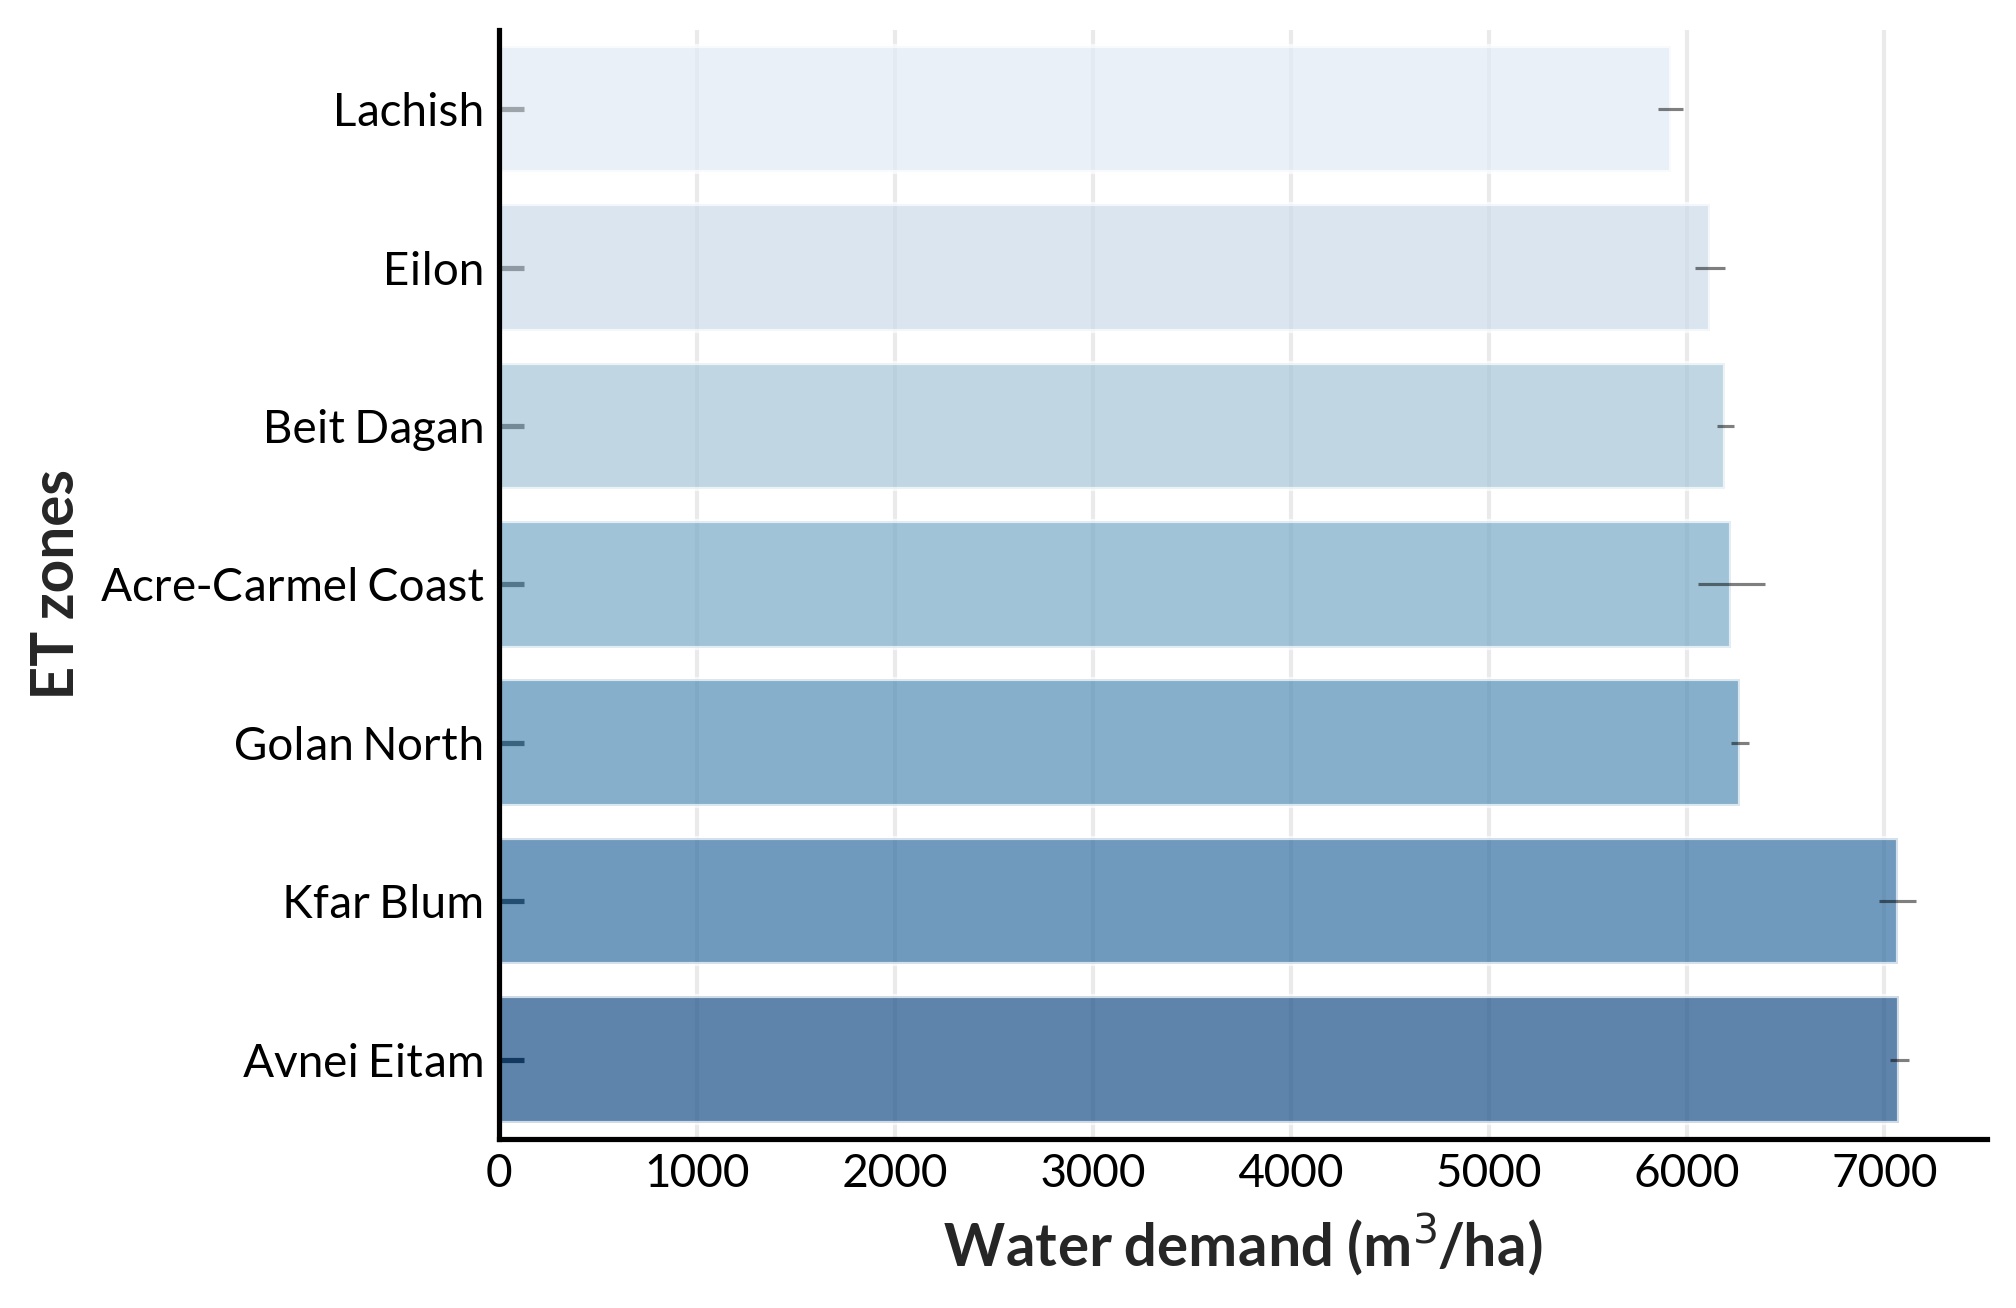 Lachish
Eilon
Beit Dagan
Acre-Carmel Coast
Golan North
Kfar Blum
Avnei Eitam
ET zones
0 1000 2000 3000 4000 5000 6000 7000
Water demand (m³/ha)